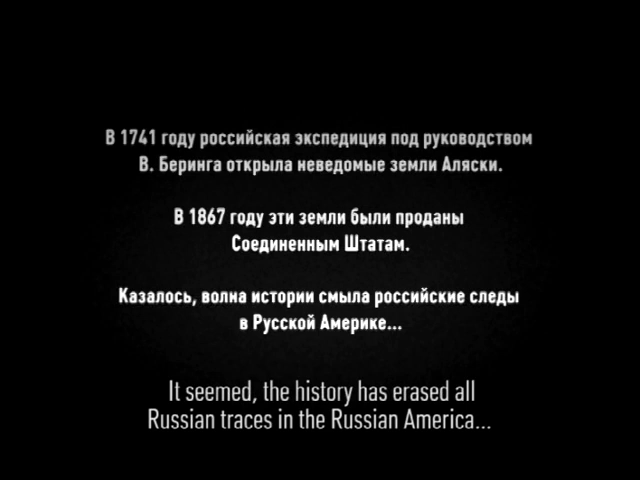 В 1741 году российская экспедиция под руководством
В. Беринга открыла неведомые земли Аляски.
В 1867 году эти земли были проданы
Соединенным Штатам.
Казалось, волна истории смыла российские следы
в Русской Америке...
It seemed, the history has erased all
Russian traces in the Russian America...